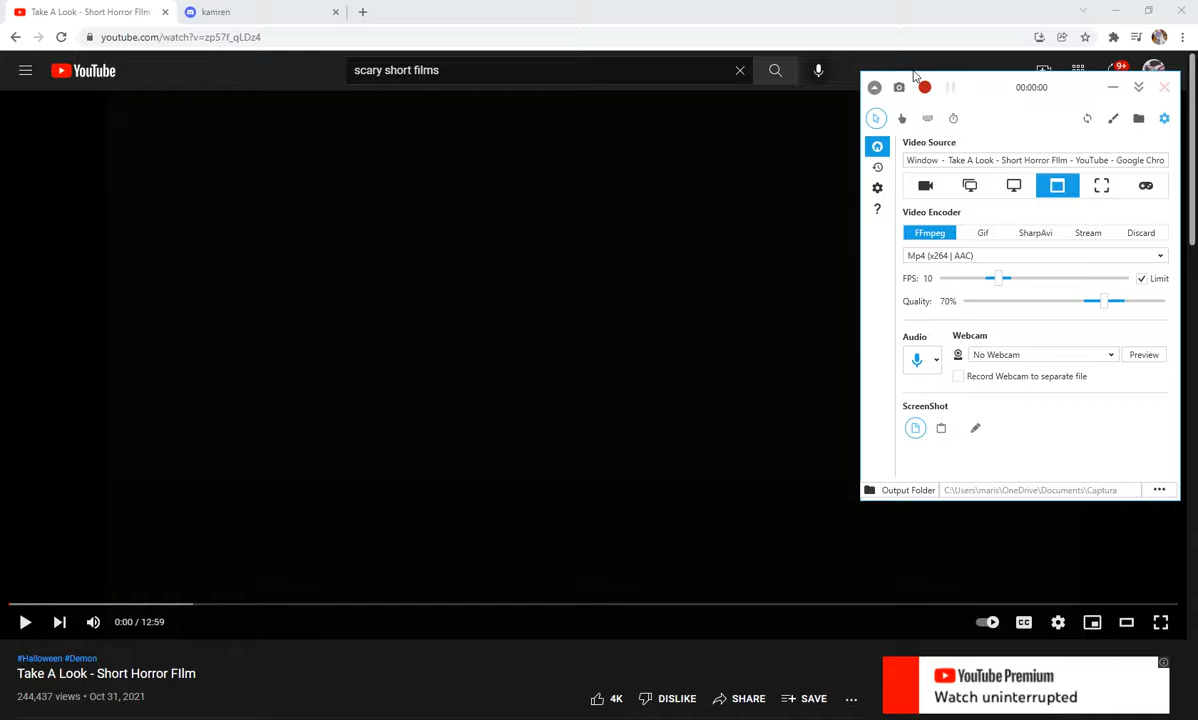 Take A Look - Short Horror FIlm
kamren
youtube.com/watch?v=zp57f_qLDz4
YouTube
scary short films
9+
00:00:00
Video Source
Window - Take A Look - Short Horror FIlm - YouTube - Google Chro
Video Encoder
FFmpeg Gif SharpAvi Stream Discard
Mp4 (x264 | AAC)
FPS: 10 Limit
Quality: 70%
Audio Webcam
No Webcam Preview
Record Webcam to separate file
ScreenShot
Output Folder C:\Users\maris\OneDrive\Documents\Captura ...
0:00 / 12:59 CC
#Halloween #Demon
Take A Look - Short Horror FIlm
244,437 views • Oct 31, 2021
4K DISLIKE SHARE SAVE ...
YouTube Premium
Watch uninterrupted